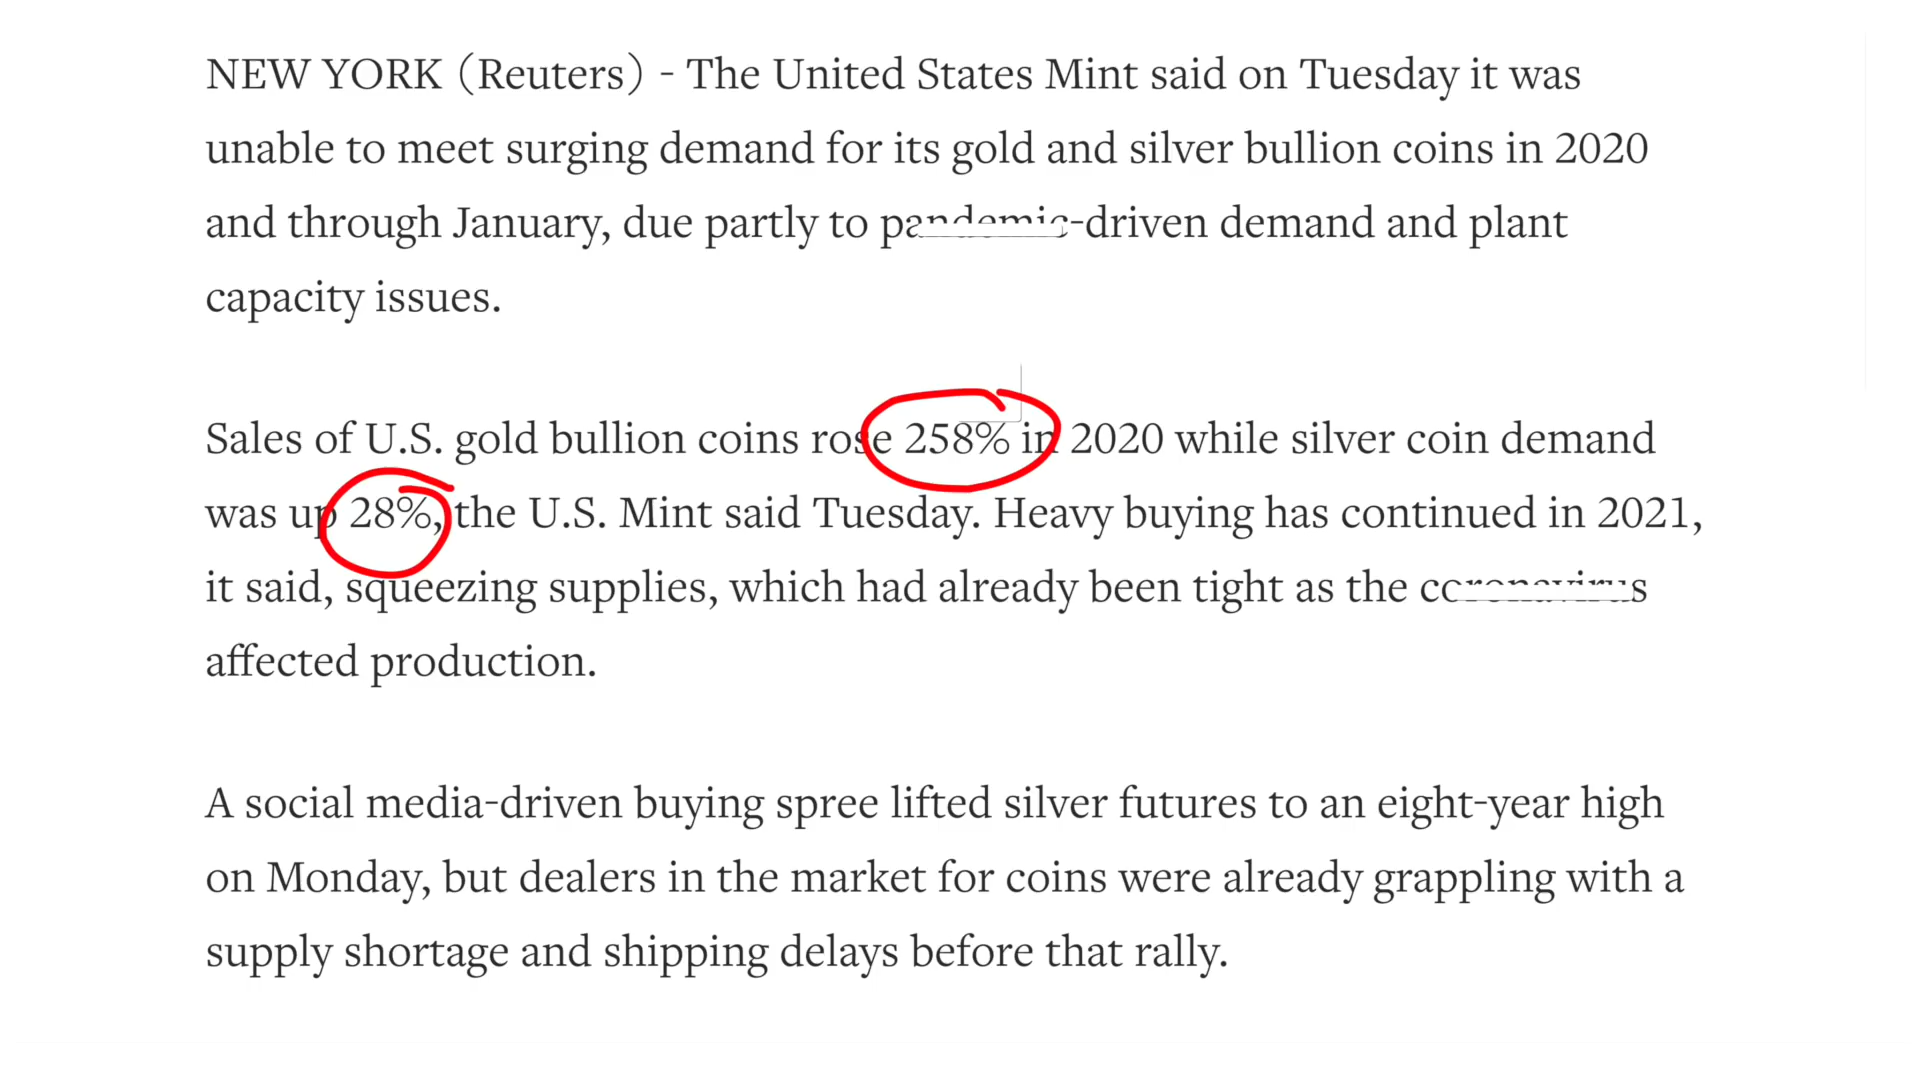 NEW YORK (Reuters) - The United States Mint said on Tuesday it was
unable to meet surging demand for its gold and silver bullion coins in 2020
and through January, due partly to pandemic-driven demand and plant
capacity issues.
Sales of U.S. gold bullion coins rose 258% in 2020 while silver coin demand
was up 28%, the U.S. Mint said Tuesday. Heavy buying has continued in 2021,
it said, squeezing supplies, which had already been tight as the coronavirus
affected production.
A social media-driven buying spree lifted silver futures to an eight-year high
on Monday, but dealers in the market for coins were already grappling with a
supply shortage and shipping delays before that rally.